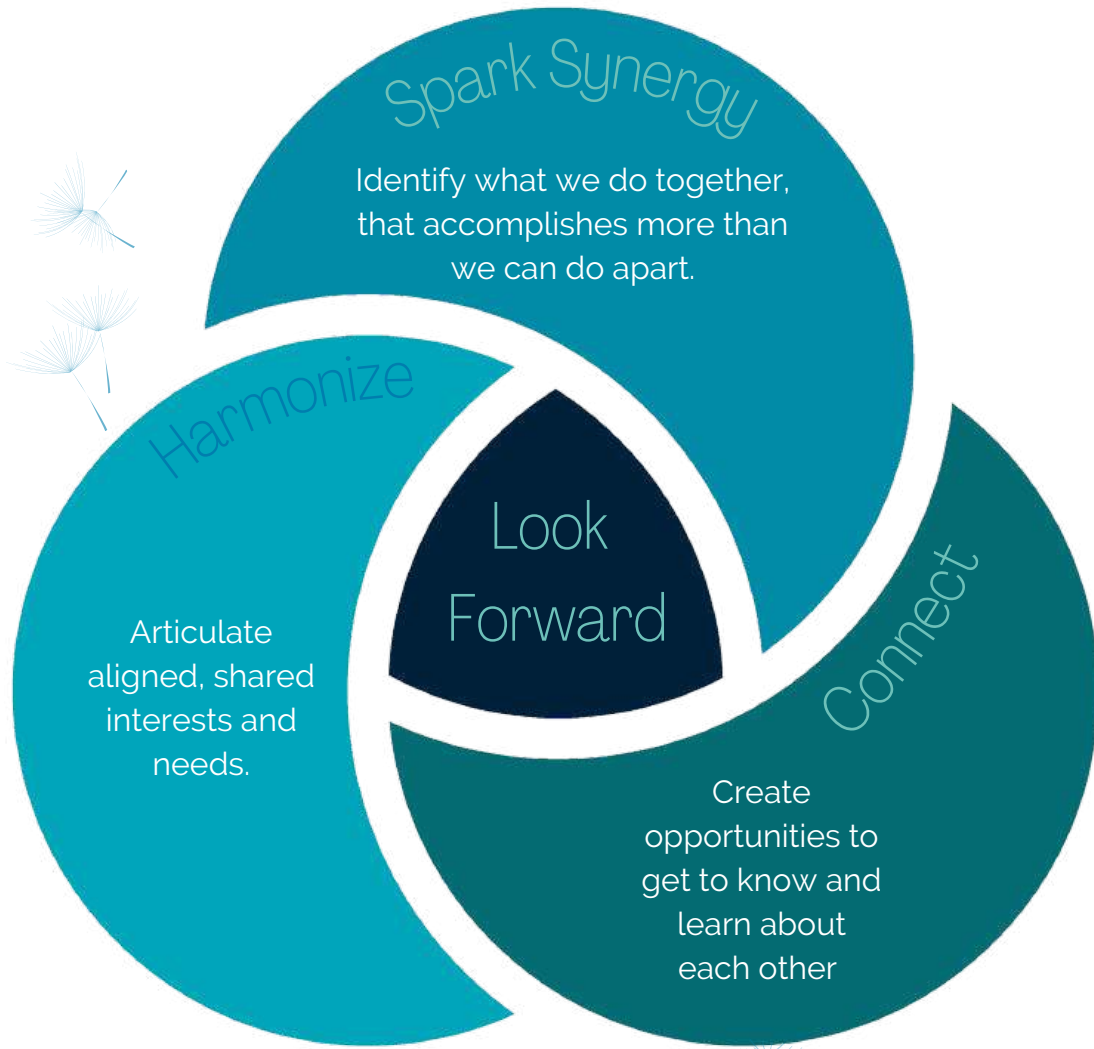 Spark Synergy
Identify what we do together,
that accomplishes more than
we can do apart.
Harmonize
Articulate
aligned, shared
interests and
needs.
Look
Forward
Connect
Create
opportunities to
get to know and
learn about
each other